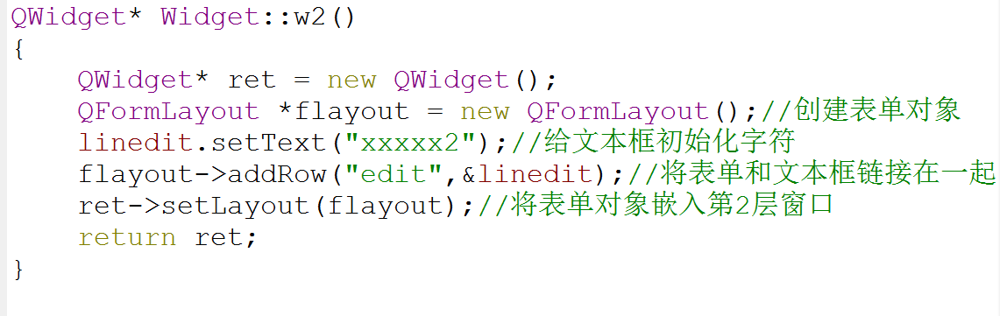 QWidget* Widget::w2()
{
    QWidget* ret = new QWidget();
    QFormLayout *flayout = new QFormLayout();//创建表单对象
    linedit.setText("xxxxx2");//给文本框初始化字符
    flayout->addRow("edit",&linedit);//将表单和文本框链接在一起
    ret->setLayout(flayout);//将表单对象嵌入第2层窗口
    return ret;
}